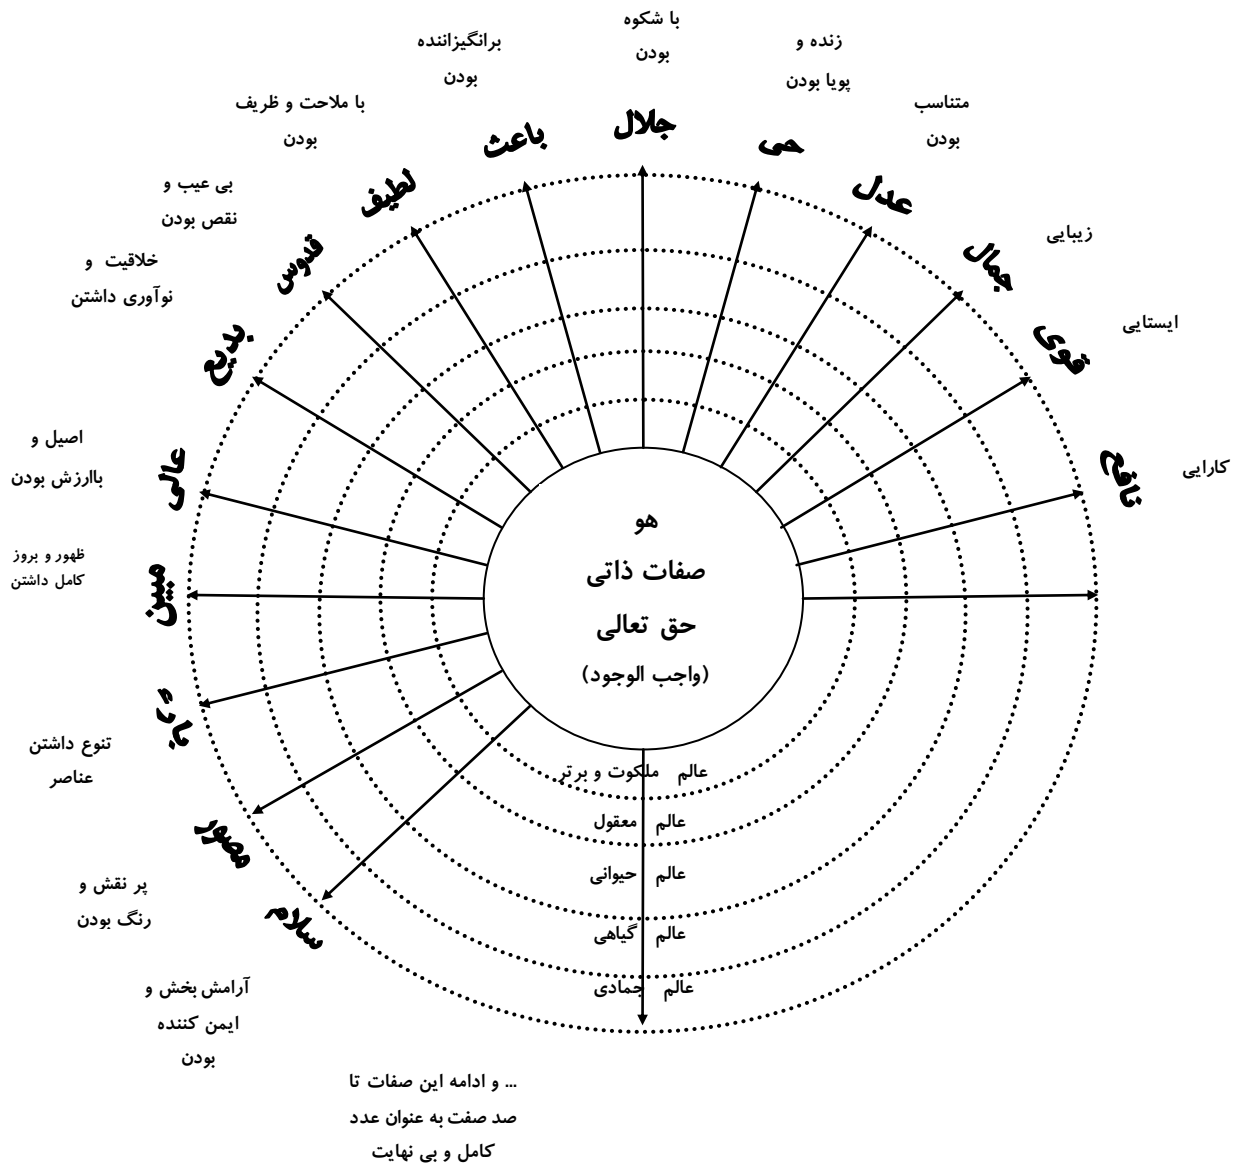 با شکوه
بودن
زنده و
پویا بودن
برانگیزاننده
بودن
متناسب
بودن
با ملاحت و ظریف
بودن
بی عیب و
نقص بودن
زیبایی
خلاقیت و
نوآوری داشتن
ایستایی
اصیل و
باارزش بودن
کارایی
ظهور و بروز
کامل داشتن
تنوع داشتن
عناصر
پر نقش و
رنگ بودن
آرامش بخش و
ایمن کننده
بودن
جلال
حی
عدل
جمال
قوی
نافع
باعث
لطیف
قدوس
بدیع
عالی
مبین
بارئ
مصور
سلام
هو
صفات ذاتی
حق تعالی
(واجب الوجود)
عالم ملکوت و برتر
عالم معقول
عالم حیوانی
عالم گیاهی
عالم جمادی
... و ادامه این صفات تا
صد صفت به عنوان عدد
کامل و بی نهایت